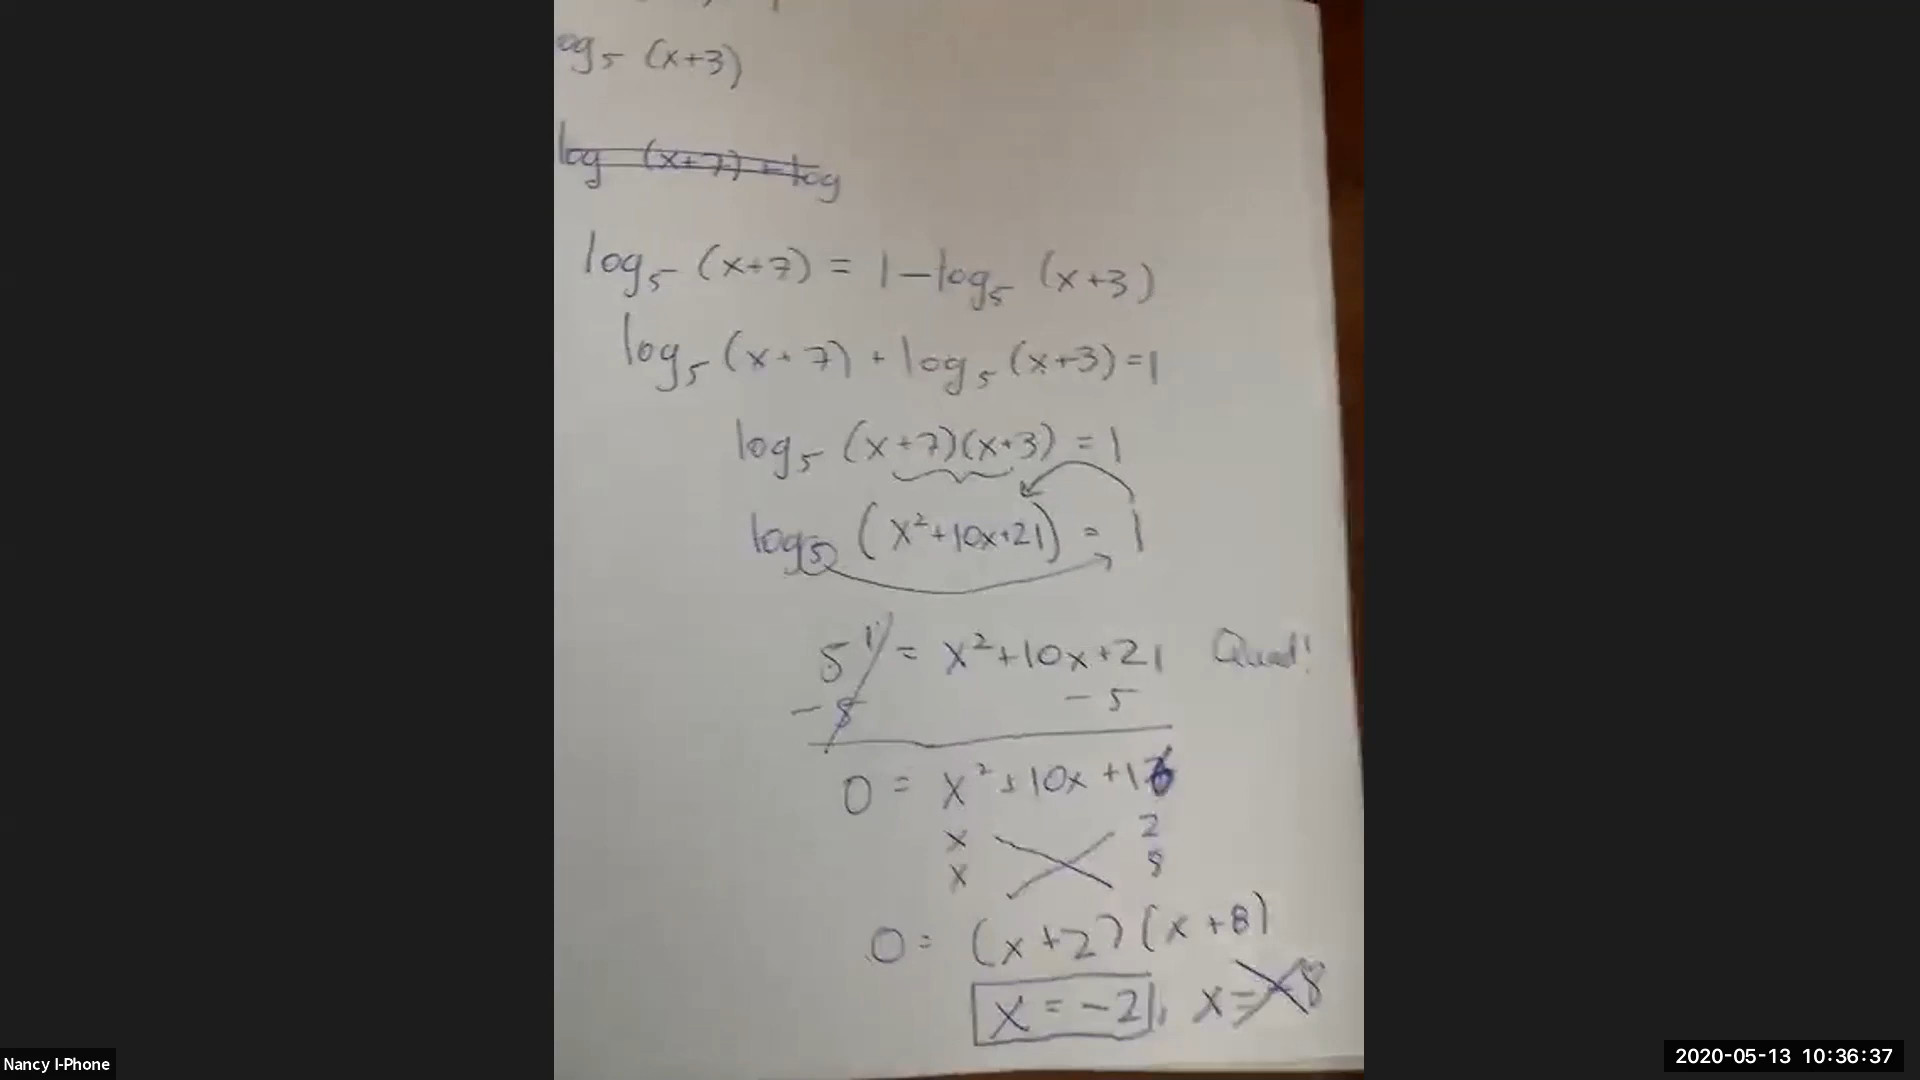 og₅ (x+3)
log (x+7) = log
log₅ (x+7) = 1 - log₅ (x+3)
log₅ (x+7) + log₅ (x+3) = 1
log₅ (x+7)(x+3) = 1
log₅ (x²+10x+21) = 1
5¹ = x²+10x+21 Quad!
-5 -5
0 = x²+10x+16
x 2
x 8
0 = (x+2)(x+8)
x = -2, x = -8
Nancy I-Phone
2020-05-13 10:36:37